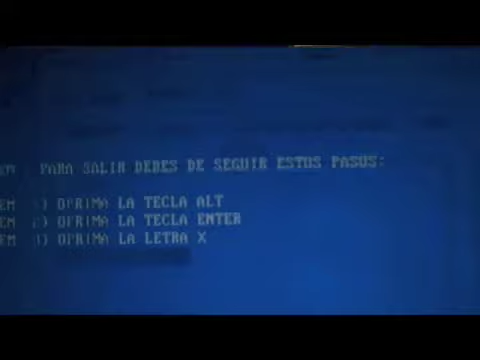 EM PARA SALIR DEBES DE SEGUIR ESTOS PASOS:
EM 1) OPRIMA LA TECLA ALT
EM 2) OPRIMA LA TECLA ENTER
EM 3) OPRIMA LA LETRA X